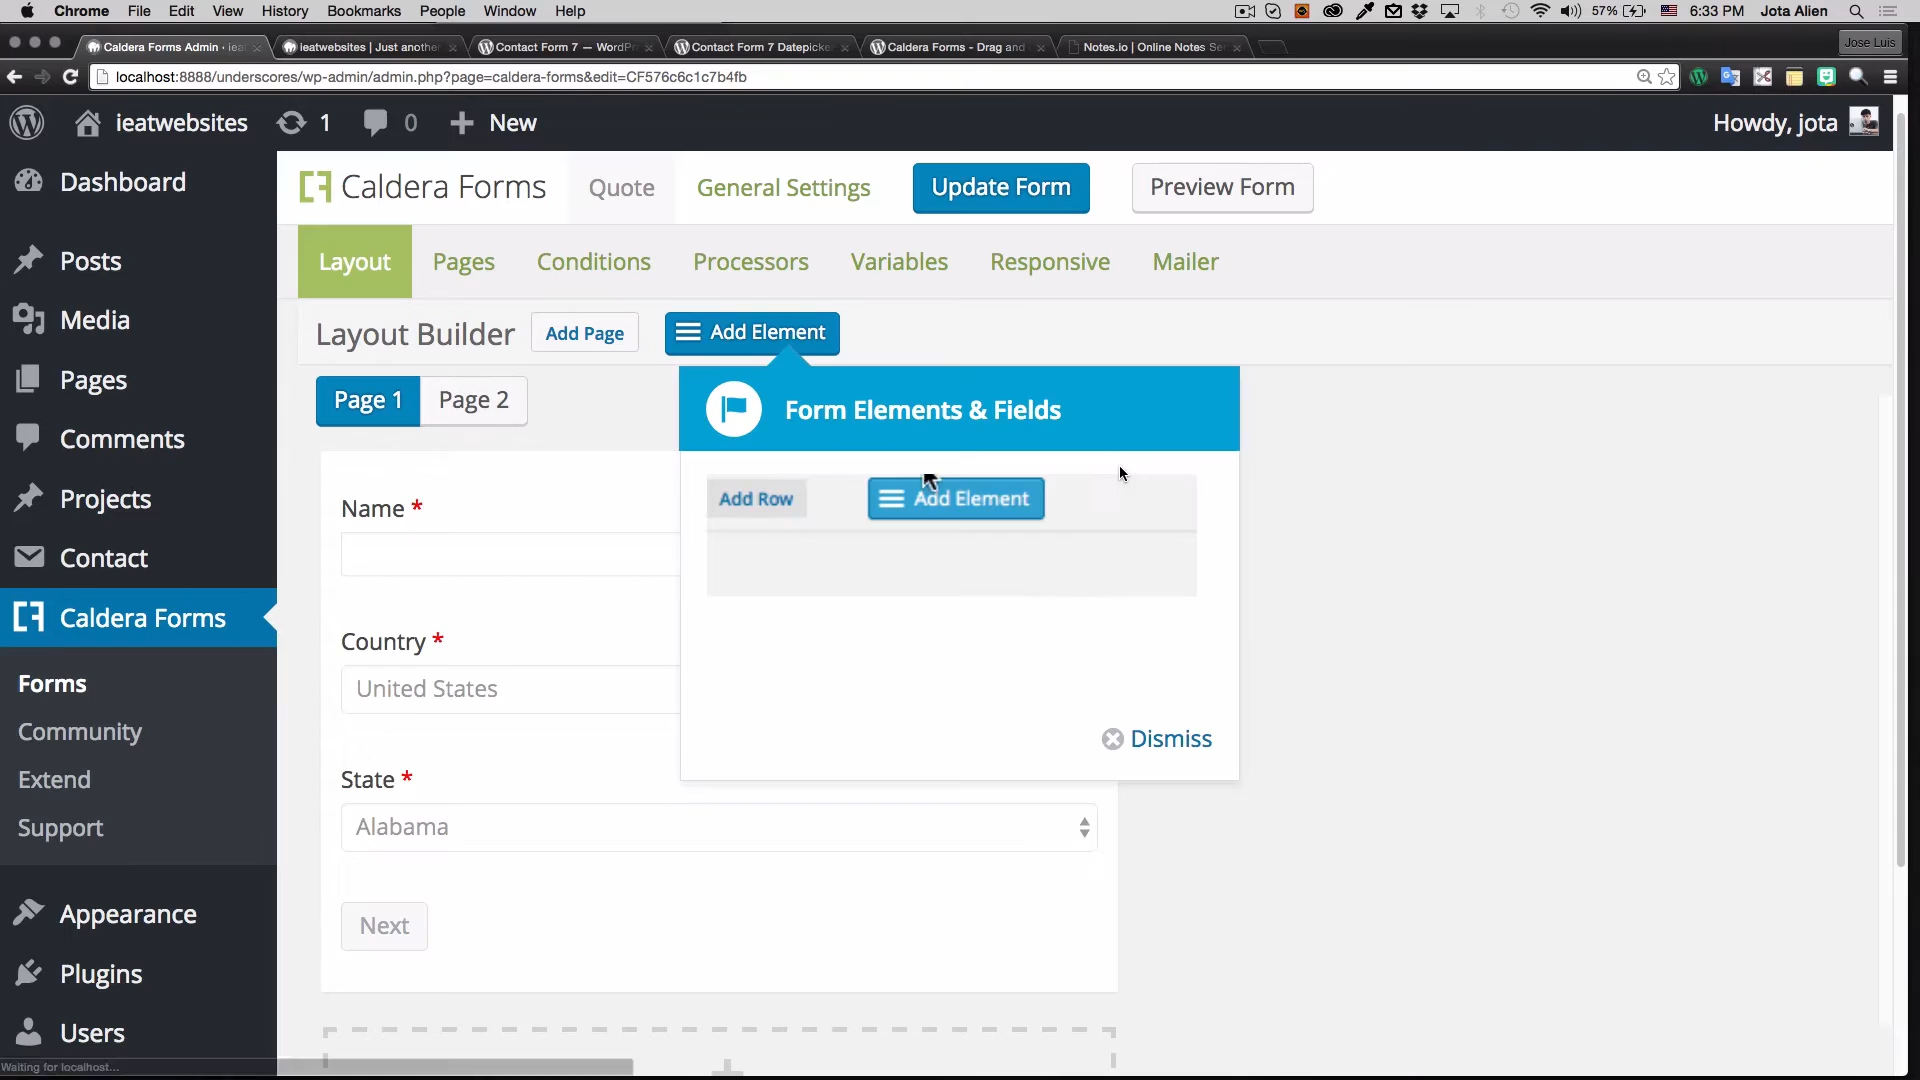 Chrome File Edit View History Bookmarks People Window Help 57% 6:33 PM Jota Alien
Caldera Forms Admin · iea ieatwebsites | Just another Contact Form 7 — WordPr Contact Form 7 Datepicke Caldera Forms - Drag and Notes.io | Online Notes Se Jose Luis
localhost:8888/underscores/wp-admin/admin.php?page=caldera-forms&edit=CF576c6c1c7b4fb
ieatwebsites 1 0 New Howdy, jota
Dashboard
Posts
Media
Pages
Comments
Projects
Contact
Caldera Forms
Forms
Community
Extend
Support
Appearance
Plugins
Users
Caldera Forms Quote General Settings Update Form Preview Form
Layout Pages Conditions Processors Variables Responsive Mailer
Layout Builder Add Page Add Element
Page 1 Page 2
Form Elements & Fields
Add Row Add Element
Dismiss
Name *
Country *
United States
State *
Alabama
Next
Waiting for localhost...